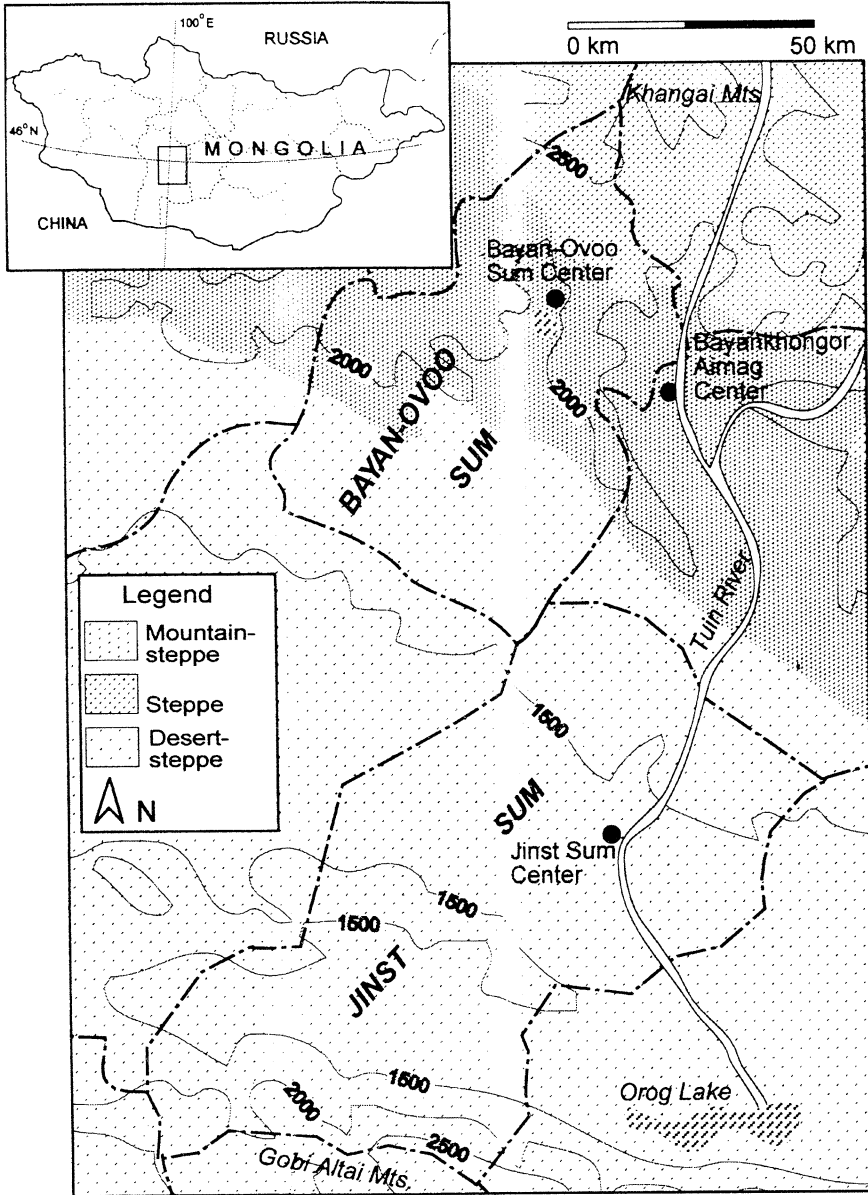 100°E
RUSSIA
46°N
MONGOLIA
CHINA
0 km
50 km
Khangai Mts
2500
Bayan-Ovoo
Sum Center
Bayankhongor
Aimag
Center
2000
2000
BAYAN-OVOO
SUM
Tuin River
Legend
Mountain-
steppe
Steppe
Desert-
steppe
N
1500
SUM
Jinst Sum
Center
1500
1500
JINST
1500
2000
2500
Orog Lake
Gobi Altai Mts.